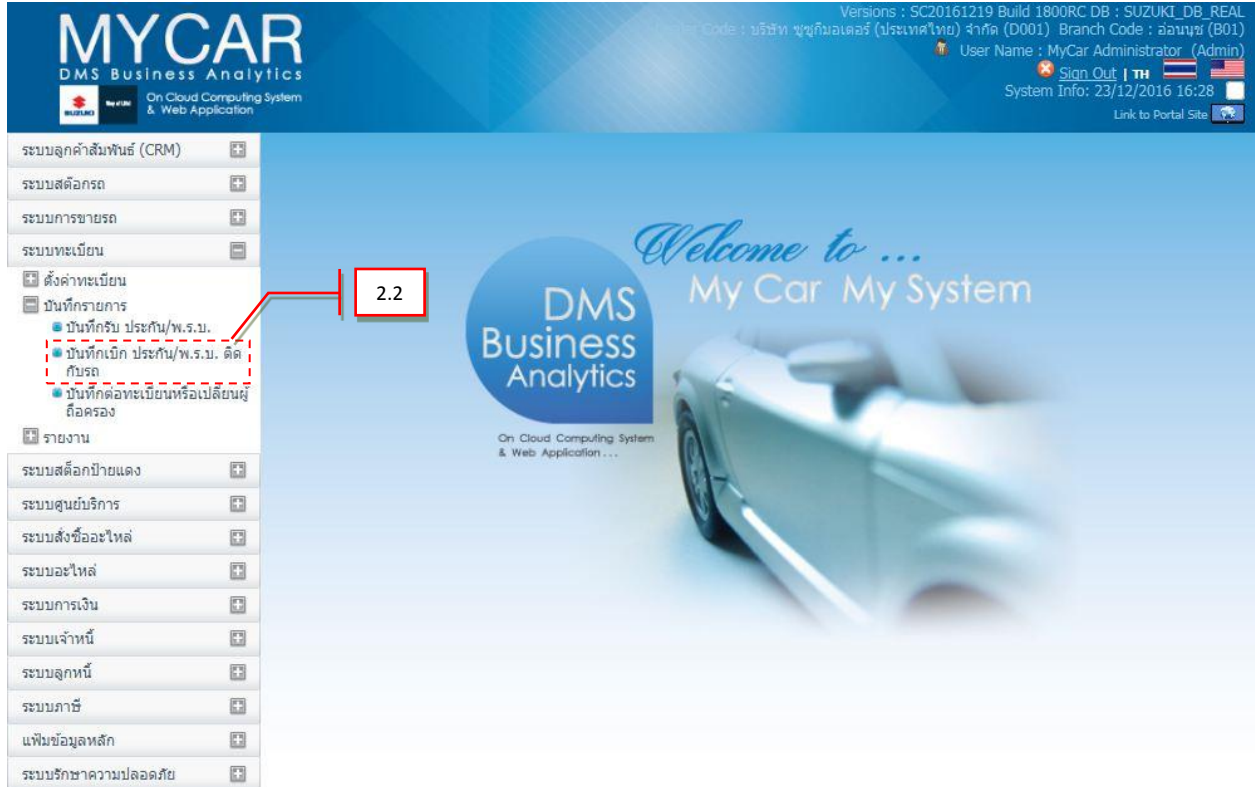 MYCAR
DMS Business Analytics
SUZUKI
Way of Life!
On Cloud Computing System
& Web Application
Versions : SC20161219 Build 1800RC DB : SUZUKI_DB_REAL
Code : บริษัท ซูซูกิมอเตอร์ (ประเทศไทย) จำกัด (D001) Branch Code : อ่อนนุช (B01)
User Name : MyCar Administrator (Admin)
Sign Out | TH
System Info: 23/12/2016 16:28
Link to Portal Site
ระบบลูกค้าสัมพันธ์ (CRM)
ระบบสต๊อกรถ
ระบบการขายรถ
ระบบทะเบียน
ตั้งค่าทะเบียน
บันทึกรายการ
บันทึกรับ ประกัน/พ.ร.บ.
บันทึกเบิก ประกัน/พ.ร.บ. ติด
กับรถ
บันทึกต่อทะเบียนหรือเปลี่ยนผู้
ถือครอง
รายงาน
ระบบสต็อกป้ายแดง
ระบบศูนย์บริการ
ระบบสั่งซื้ออะไหล่
ระบบอะไหล่
ระบบการเงิน
ระบบเจ้าหนี้
ระบบลูกหนี้
ระบบภาษี
แฟ้มข้อมูลหลัก
ระบบรักษาความปลอดภัย
2.2
Welcome to ...
My Car My System
DMS
Business
Analytics
On Cloud Computing System
& Web Application . . .